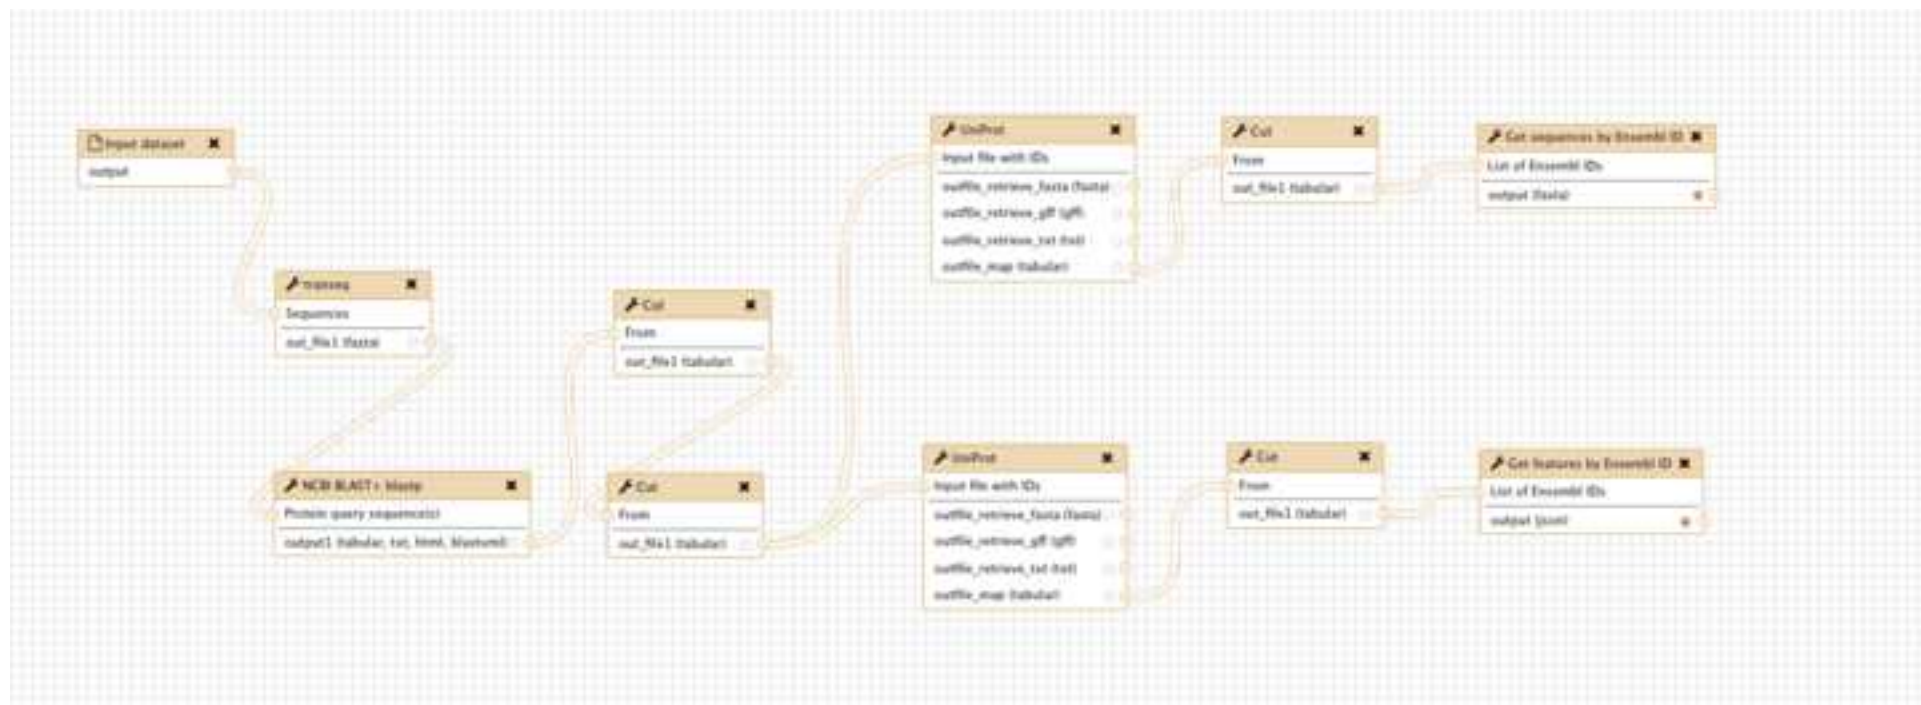 Input dataset
output
transeq
Sequences
out_file1 (fasta)
NCBI BLAST+ blastp
Protein query sequence(s)
output1 (tabular, txt, html, blastxml)
Cut
From
out_file1 (tabular)
Cut
From
out_file1 (tabular)
UniProt
Input file with IDs
outfile_retrieve_fasta (fasta)
outfile_retrieve_gff (gff)
outfile_retrieve_txt (txt)
outfile_map (tabular)
Cut
From
out_file1 (tabular)
Get sequences by Ensembl ID
List of Ensembl IDs
output (fasta)
UniProt
Input file with IDs
outfile_retrieve_fasta (fasta)
outfile_retrieve_gff (gff)
outfile_retrieve_txt (txt)
outfile_map (tabular)
Cut
From
out_file1 (tabular)
Get features by Ensembl ID
List of Ensembl IDs
output (json)